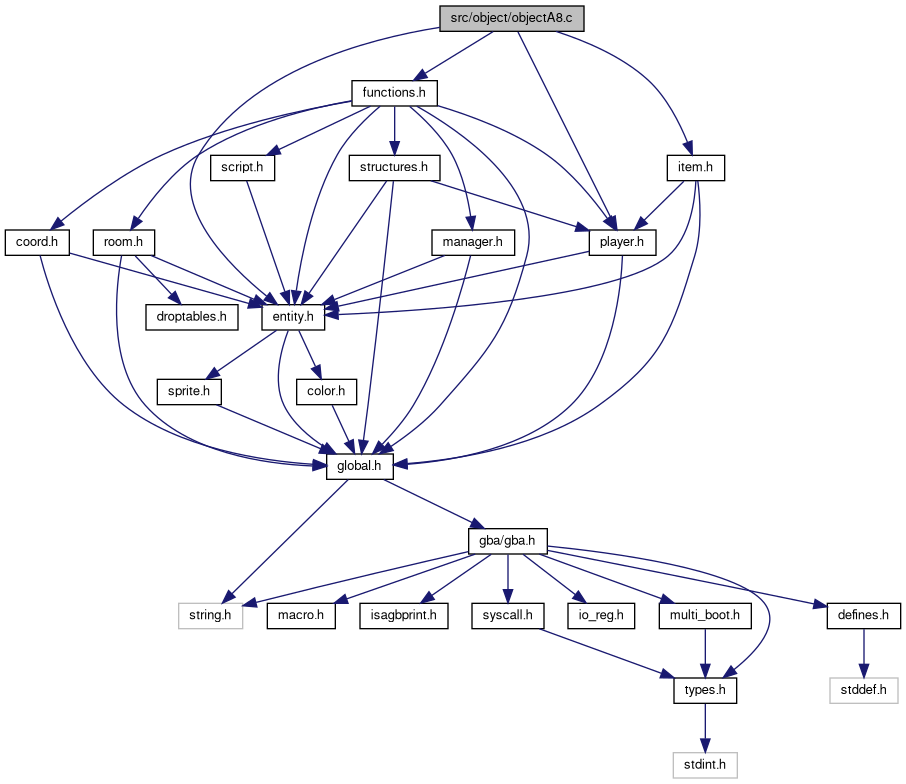 src/object/objectA8.c
functions.h
script.h
structures.h
item.h
coord.h
room.h
manager.h
player.h
droptables.h
entity.h
sprite.h
color.h
global.h
gba/gba.h
string.h
macro.h
isagbprint.h
syscall.h
io_reg.h
multi_boot.h
defines.h
types.h
stddef.h
stdint.h